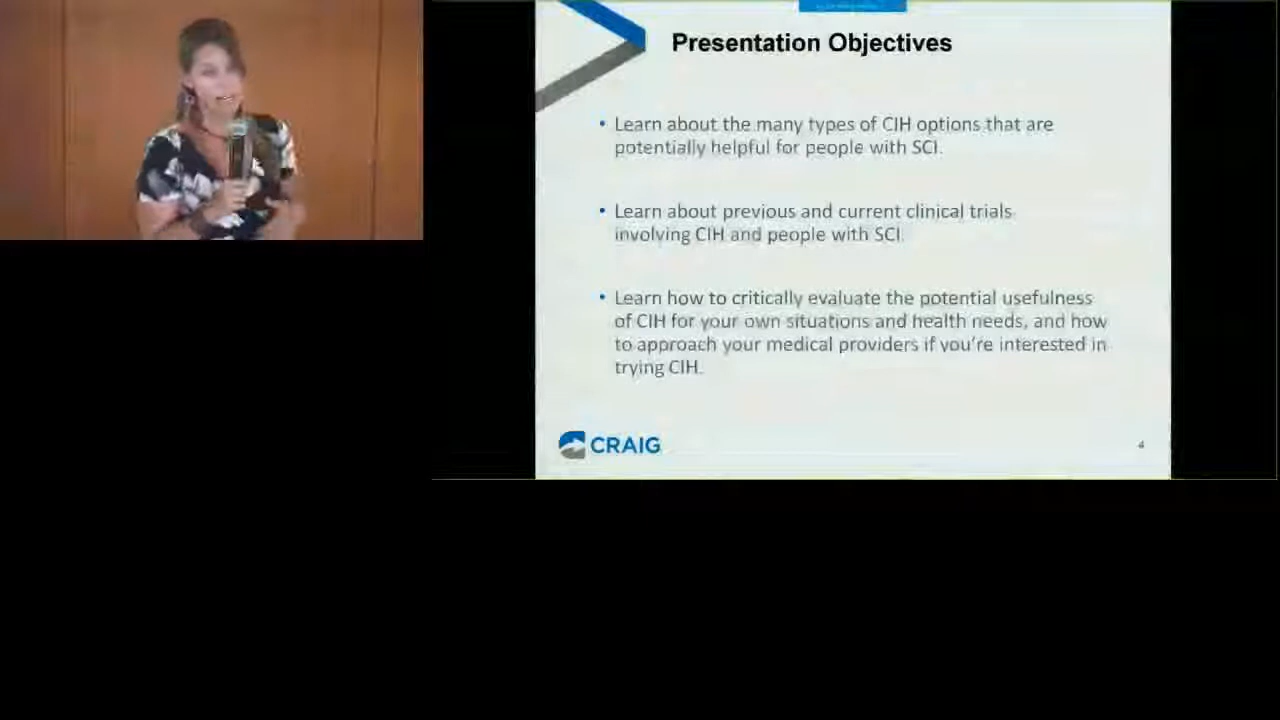 Presentation Objectives
• Learn about the many types of CIH options that are
potentially helpful for people with SCI.
• Learn about previous and current clinical trials
involving CIH and people with SCI.
• Learn how to critically evaluate the potential usefulness
of CIH for your own situations and health needs, and how
to approach your medical providers if you're interested in
trying CIH.
CRAIG
4